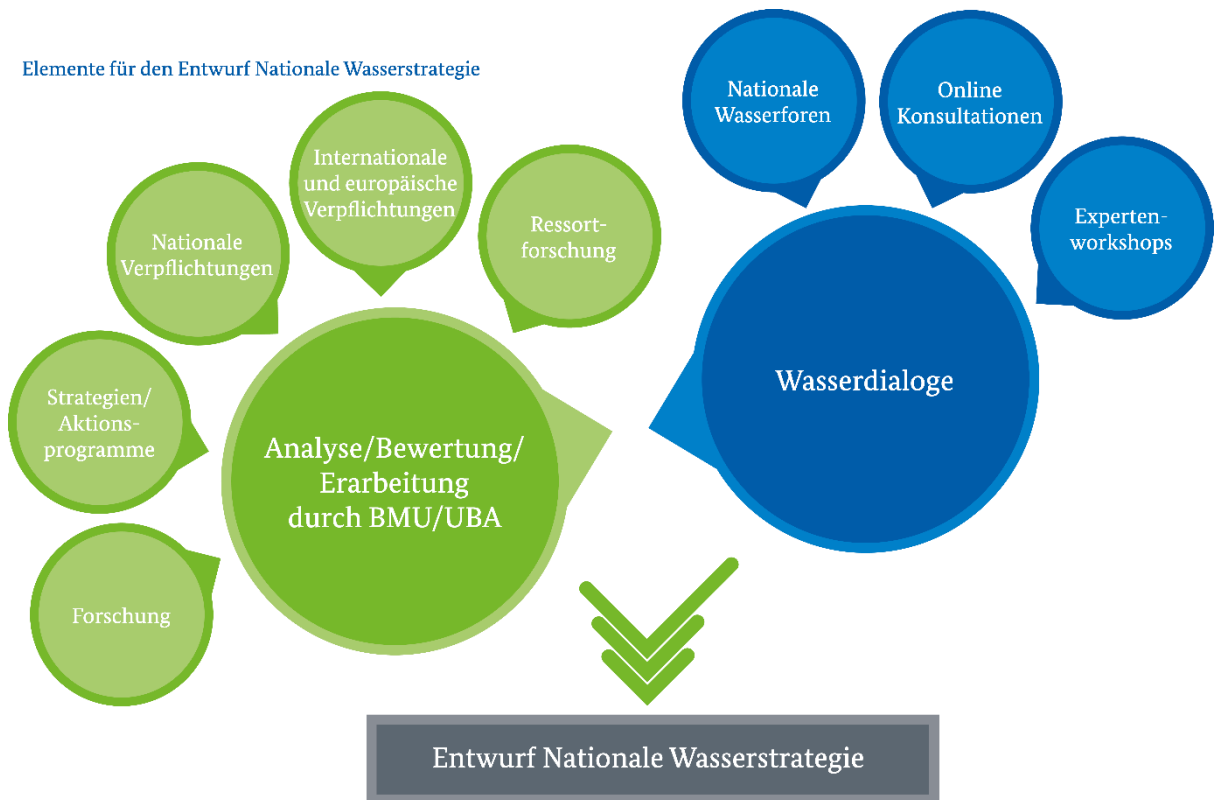 Elemente für den Entwurf Nationale Wasserstrategie
Nationale
Wasserforen
Online
Konsultationen
Experten-
workshops
Wasserdialoge
Internationale
und europäische
Verpflichtungen
Ressort-
forschung
Nationale
Verpflichtungen
Strategien/
Aktions-
programme
Forschung
Analyse/Bewertung/
Erarbeitung
durch BMU/UBA
Entwurf Nationale Wasserstrategie